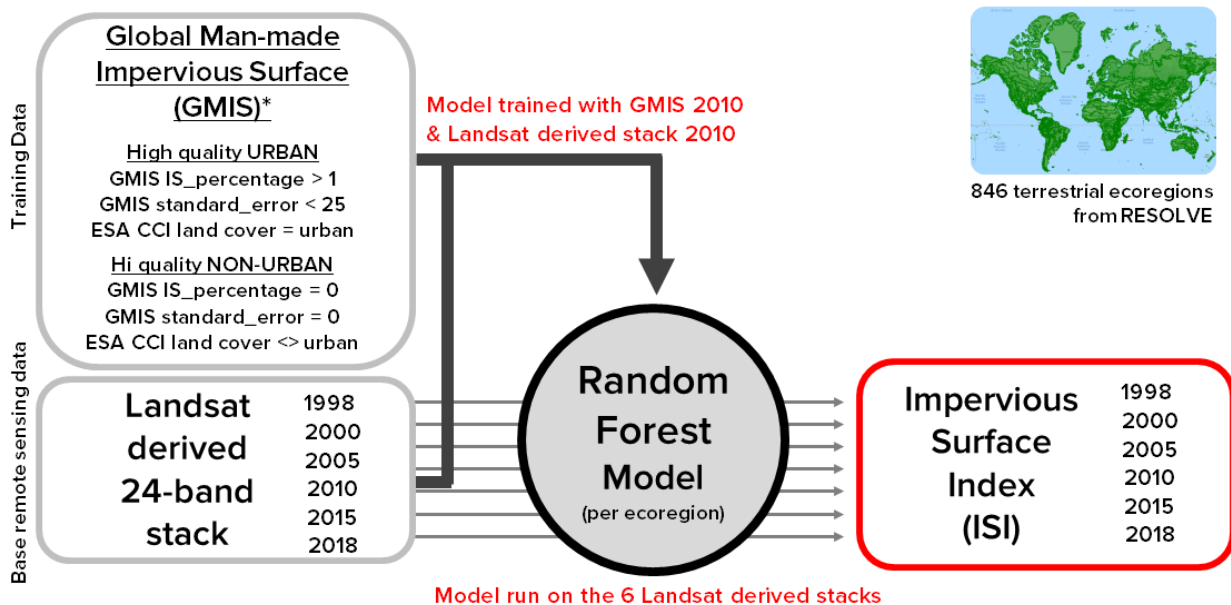 Training Data
Global Man-made
Impervious Surface
(GMIS)*
High quality URBAN
GMIS IS_percentage > 1
GMIS standard_error < 25
ESA CCI land cover = urban
Hi quality NON-URBAN
GMIS IS_percentage = 0
GMIS standard_error = 0
ESA CCI land cover <> urban
Model trained with GMIS 2010
& Landsat derived stack 2010
846 terrestrial ecoregions
from RESOLVE
Base remote sensing data
Landsat
derived
24-band
stack
1998
2000
2005
2010
2015
2018
Random
Forest
Model
(per ecoregion)
Impervious
Surface
Index
(ISI)
1998
2000
2005
2010
2015
2018
Model run on the 6 Landsat derived stacks